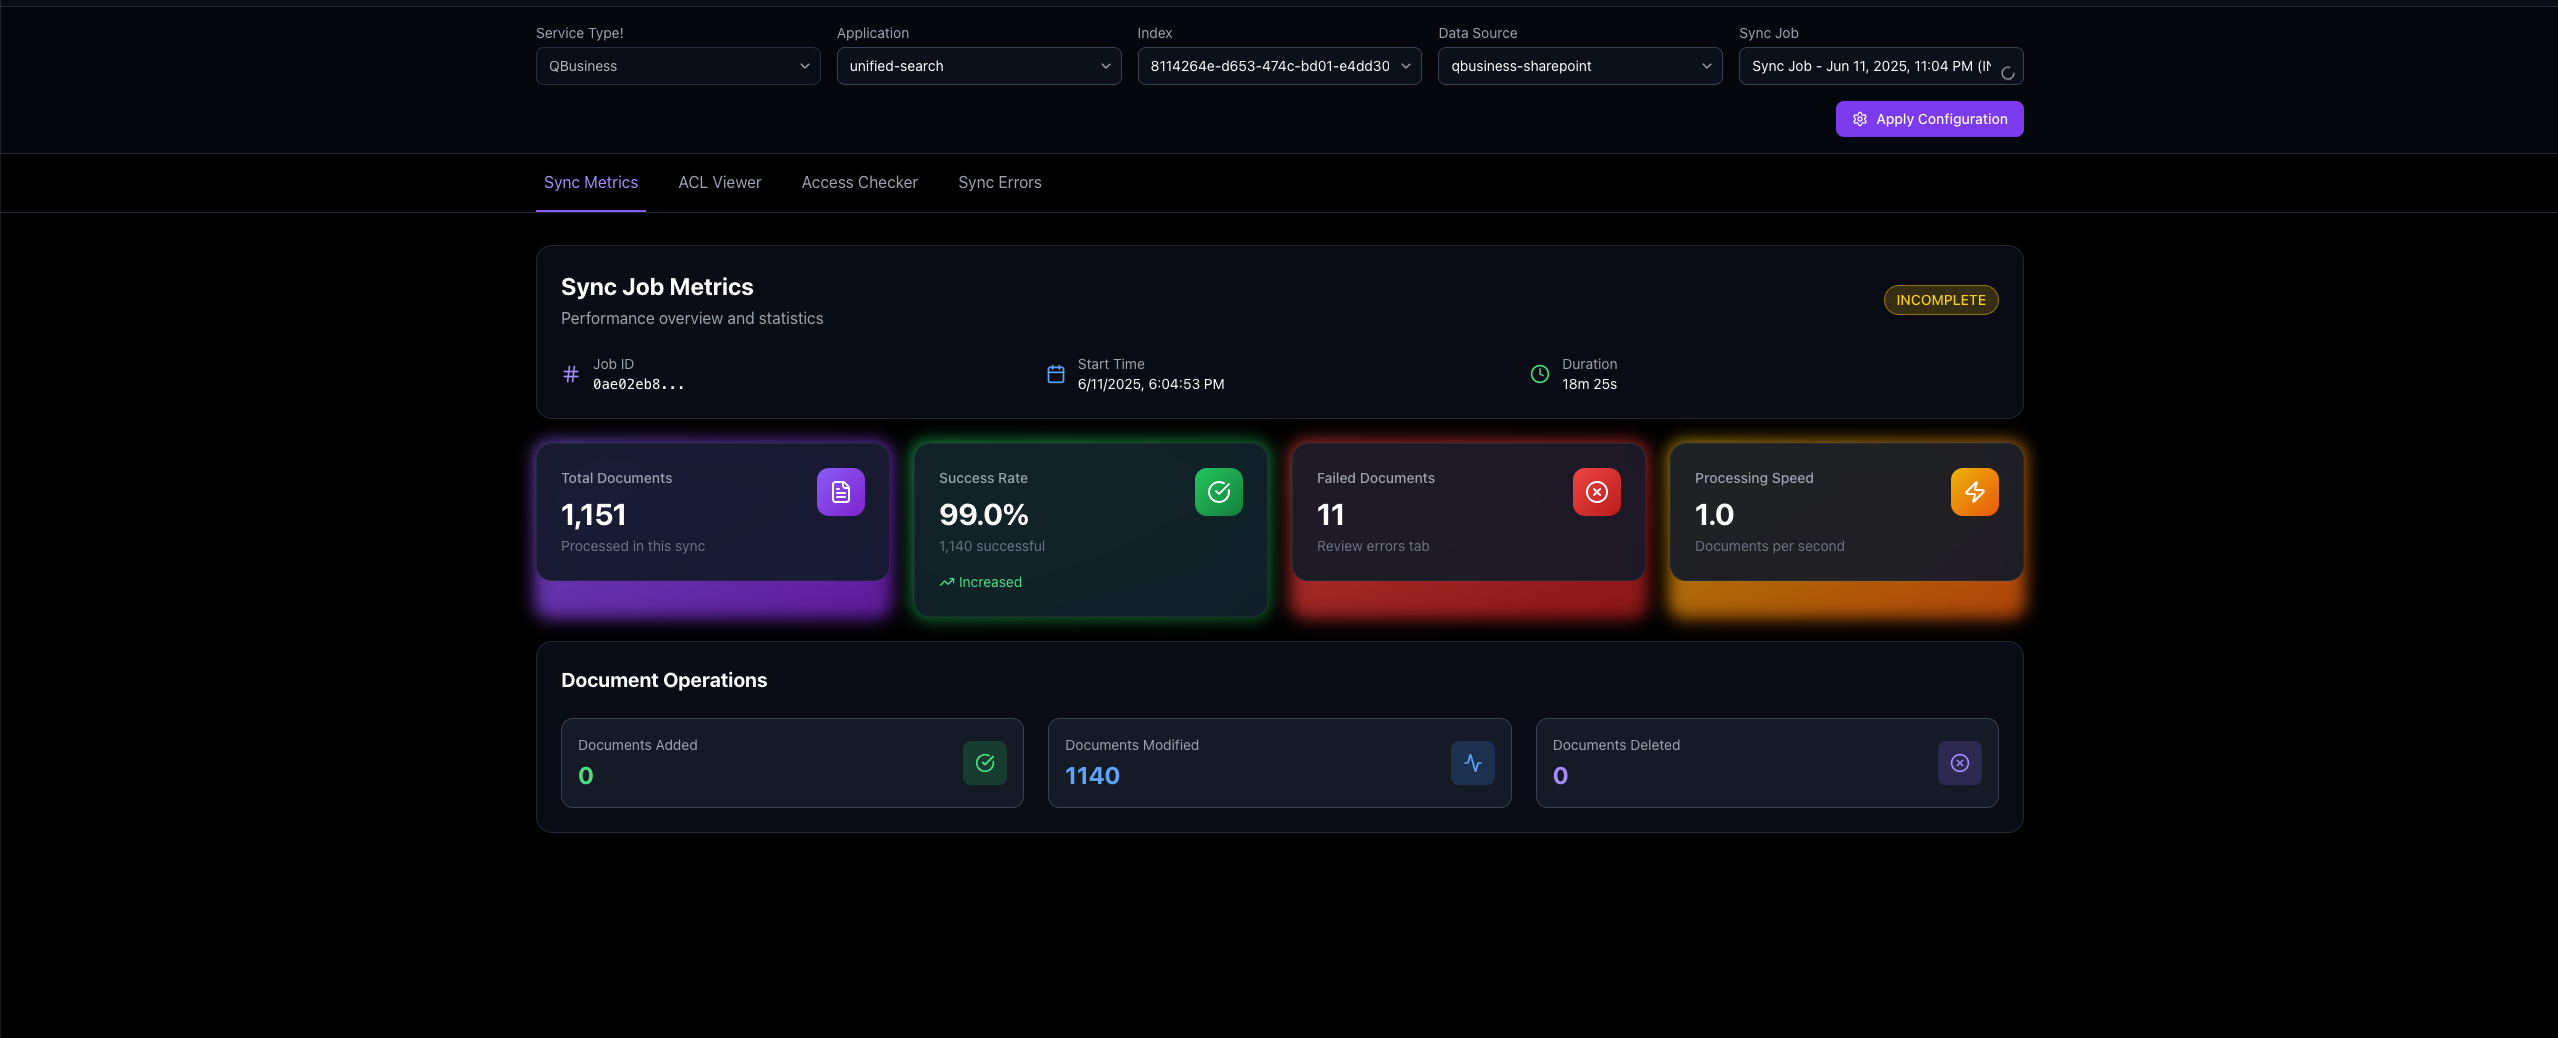 Service Type!
QBusiness
Application
unified-search
Index
8114264e-d653-474c-bd01-e4dd30
Data Source
qbusiness-sharepoint
Sync Job
Sync Job - Jun 11, 2025, 11:04 PM (IN
Apply Configuration
Sync Metrics ACL Viewer Access Checker Sync Errors
Sync Job Metrics
Performance overview and statistics
INCOMPLETE
Job ID
0ae02eb8...
Start Time
6/11/2025, 6:04:53 PM
Duration
18m 25s
Total Documents
1,151
Processed in this sync
Success Rate
99.0%
1,140 successful
Increased
Failed Documents
11
Review errors tab
Processing Speed
1.0
Documents per second
Document Operations
Documents Added
0
Documents Modified
1140
Documents Deleted
0